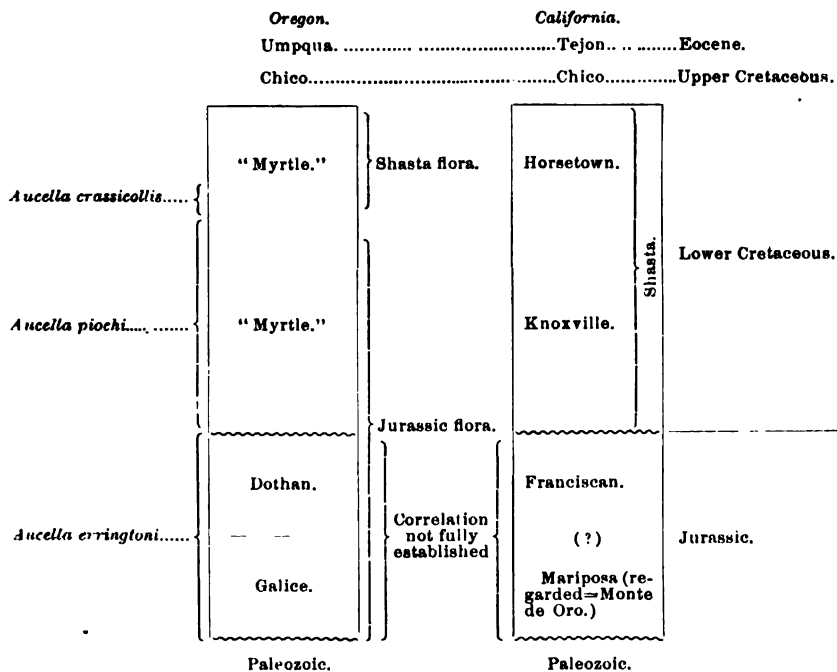 Oregon. California.
Umpqua. ............. ........................Tejon.. .. .......Eocene.
Chico..................................................Chico..............Upper Cretaceous.
"Myrtle."
Shasta flora.
Horsetown.
Aucella crassicollis.....
Shasta.
Lower Cretaceous.
Aucella piochi..... .......
"Myrtle."
Knoxville.
Jurassic flora.
Dothan.
Franciscan.
Aucella erringtoni......
Correlation
not fully
established
(?)
Jurassic.
Galice.
Mariposa (re-
garded=Monte
de Oro.)
Paleozoic. Paleozoic.